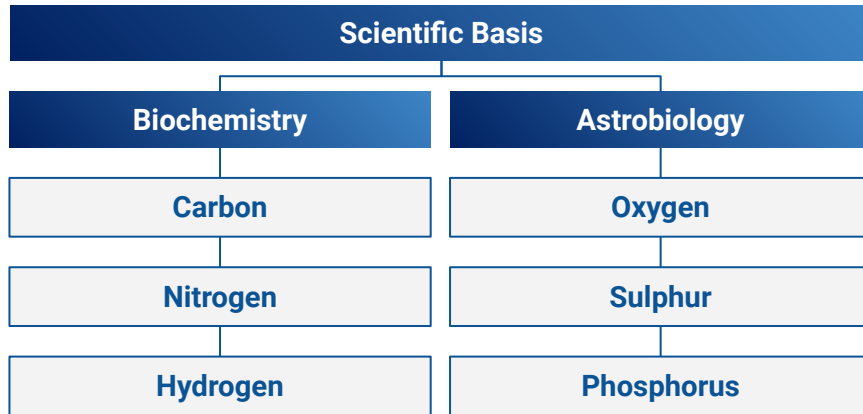 Scientific Basis
Biochemistry
Astrobiology
Carbon
Oxygen
Nitrogen
Sulphur
Hydrogen
Phosphorus